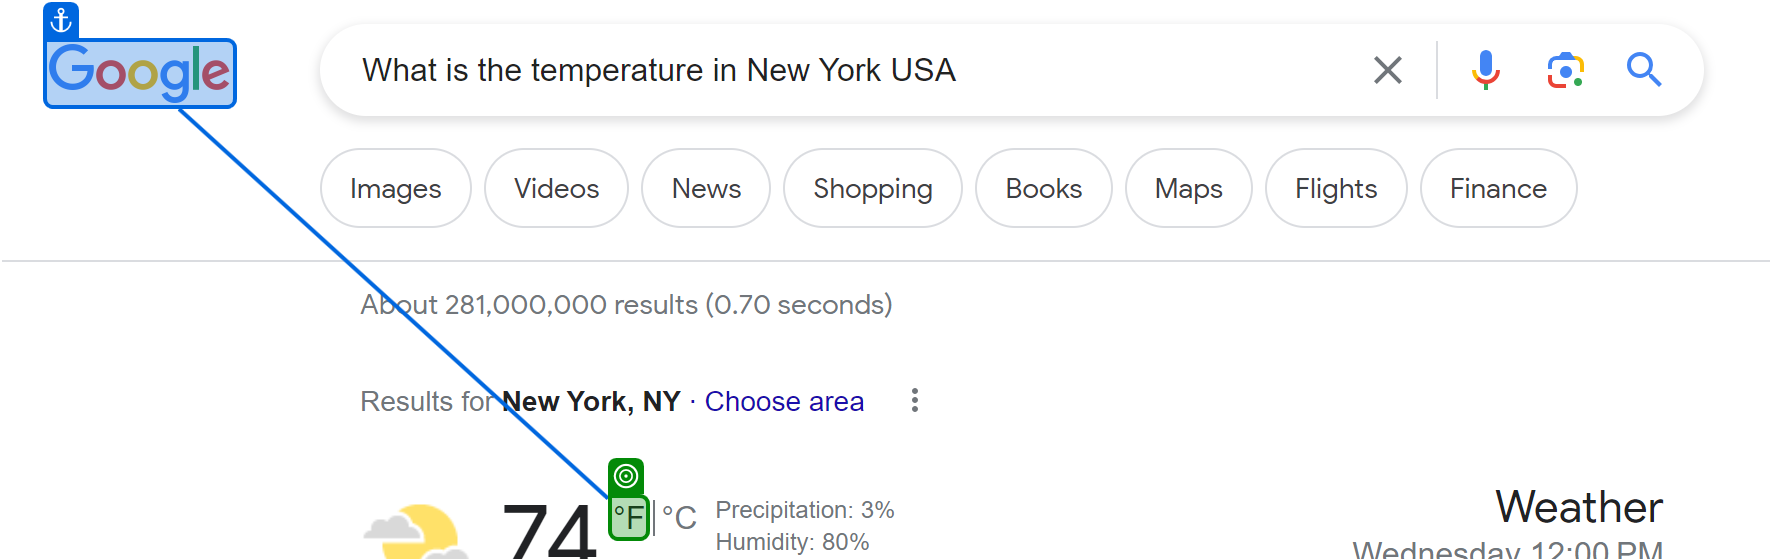 Google
What is the temperature in New York USA
Images Videos News Shopping Books Maps Flights Finance
About 281,000,000 results (0.70 seconds)
Results for New York, NY · Choose area
74 °F | °C
Precipitation: 3%
Humidity: 80%
Weather
Wednesday 12:00 PM